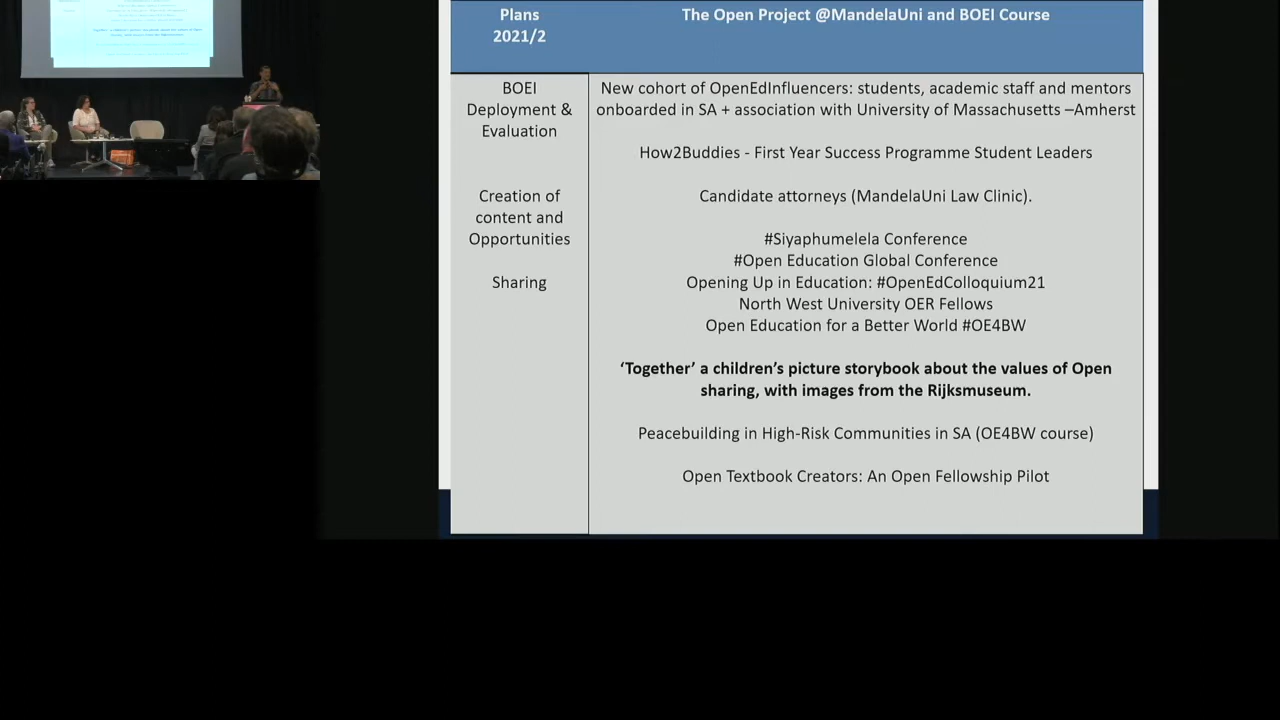 Plans
2021/2
The Open Project @MandelaUni and BOEI Course
BOEI
Deployment &
Evaluation
New cohort of OpenEdInfluencers: students, academic staff and mentors
onboarded in SA + association with University of Massachusetts –Amherst
How2Buddies - First Year Success Programme Student Leaders
Creation of
content and
Opportunities
Candidate attorneys (MandelaUni Law Clinic).
#Siyaphumelela Conference
#Open Education Global Conference
Sharing
Opening Up in Education: #OpenEdColloquium21
North West University OER Fellows
Open Education for a Better World #OE4BW
‘Together’ a children’s picture storybook about the values of Open
sharing, with images from the Rijksmuseum.
Peacebuilding in High-Risk Communities in SA (OE4BW course)
Open Textbook Creators: An Open Fellowship Pilot